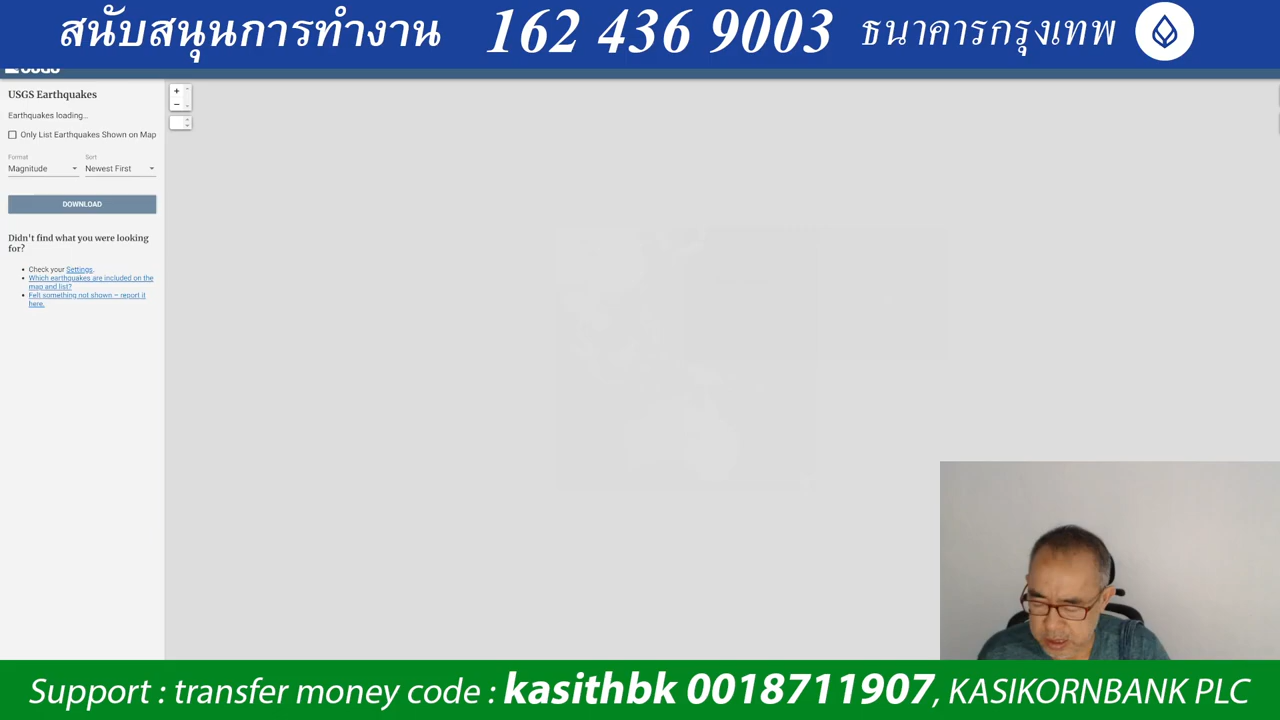 สนับสนุนการทำงาน 162 436 9003 ธนาคารกรุงเทพ
USGS Earthquakes
Earthquakes loading...
Only List Earthquakes Shown on Map
Format Sort
Magnitude Newest First
DOWNLOAD
Didn't find what you were looking
for?
Check your Settings.
Which earthquakes are included on the
map and list?
Felt something not shown – report it
here.
+
−
Support : transfer money code : kasithbk 0018711907, KASIKORNBANK PLC